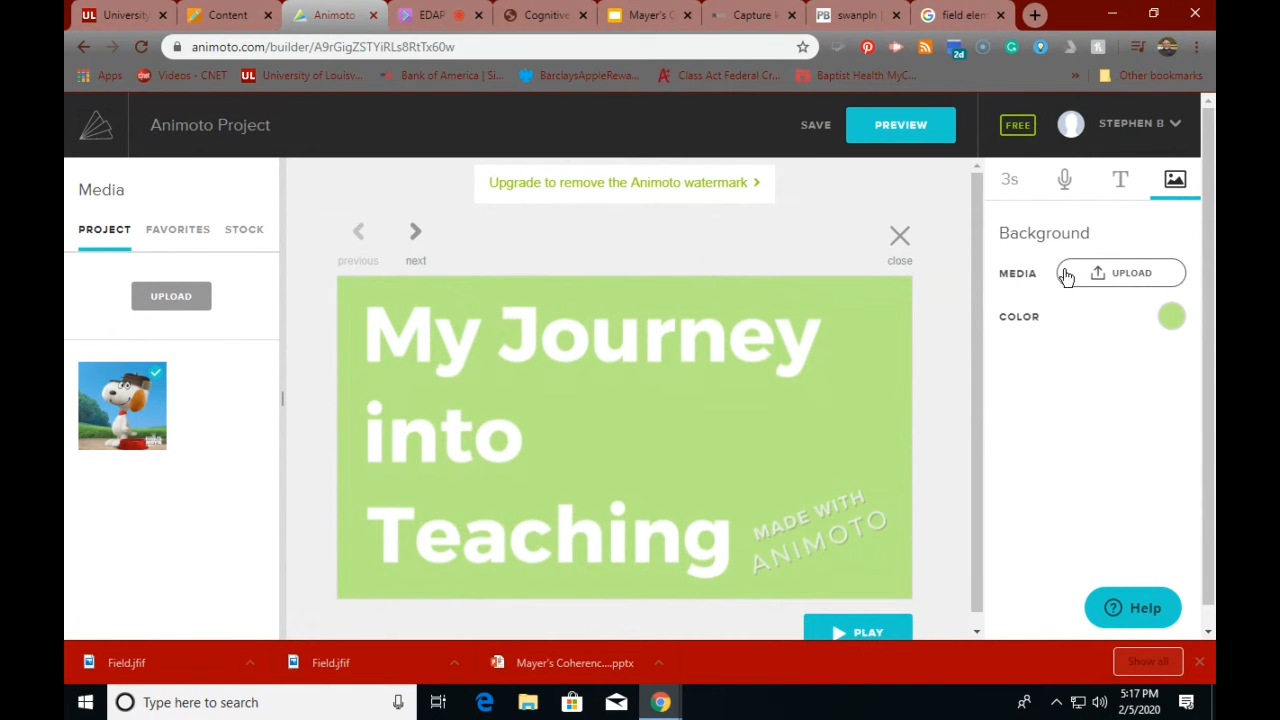 University
Content
Animoto
EDAP
Cognitive
Mayer's C
Capture k
swanpln |
field elem
animoto.com/builder/A9rGigZSTYiRLs8RtTx60w
2d
Apps
Videos - CNET
University of Louisv...
Bank of America | Si...
BarclaysAppleRewa...
Class Act Federal Cr...
Baptist Health MyC...
»
Other bookmarks
Animoto Project
SAVE
PREVIEW
FREE
STEPHEN B
Media
Upgrade to remove the Animoto watermark >
3s
T
PROJECT
FAVORITES
STOCK
previous
next
close
Background
MEDIA
UPLOAD
UPLOAD
COLOR
My Journey
into
Teaching
MADE WITH
ANIMOTO
PLAY
Help
Field.jfif
Field.jfif
Mayer's Coherenc....pptx
Show all
Type here to search
5:17 PM
2/5/2020